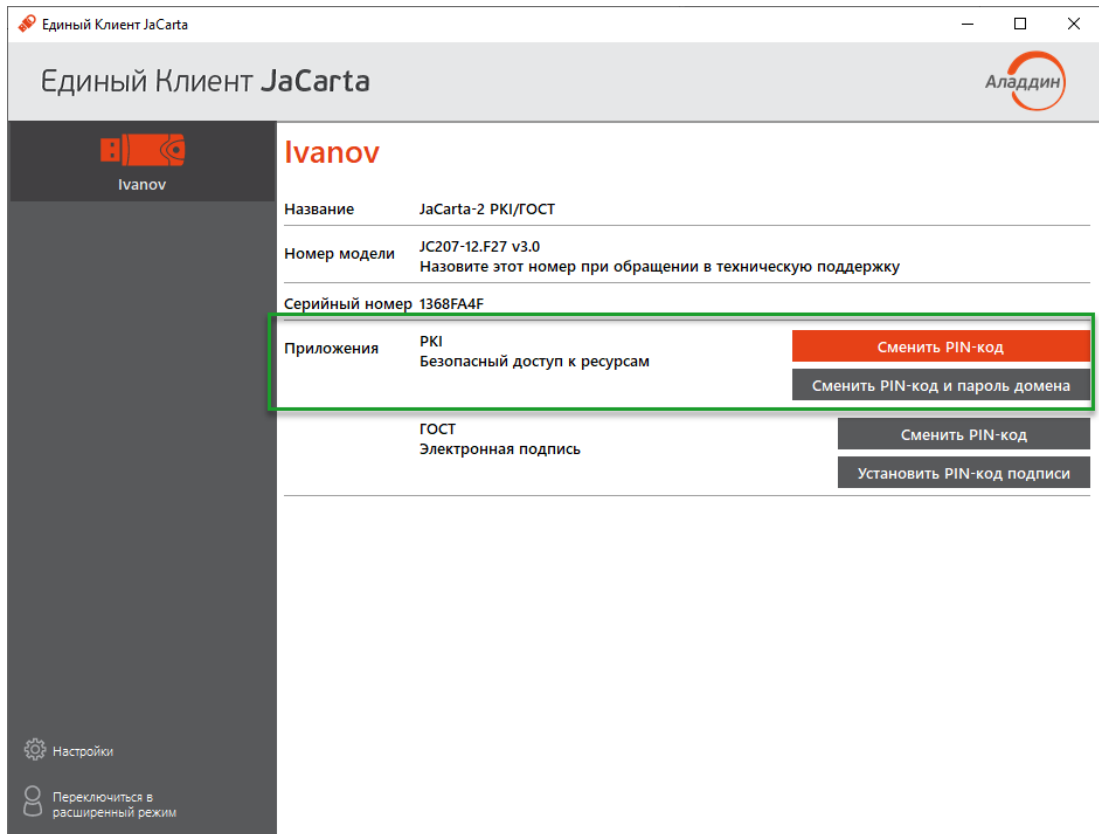 Единый Клиент JaCarta
Единый Клиент JaCarta
Аладдин
Ivanov
Ivanov
Название JaCarta-2 PKI/ГОСТ
Номер модели JC207-12.F27 v3.0
Назовите этот номер при обращении в техническую поддержку
Серийный номер 1368FA4F
Приложения PKI
Безопасный доступ к ресурсам
Сменить PIN-код
Сменить PIN-код и пароль домена
ГОСТ
Электронная подпись
Сменить PIN-код
Установить PIN-код подписи
Настройки
Переключиться в
расширенный режим